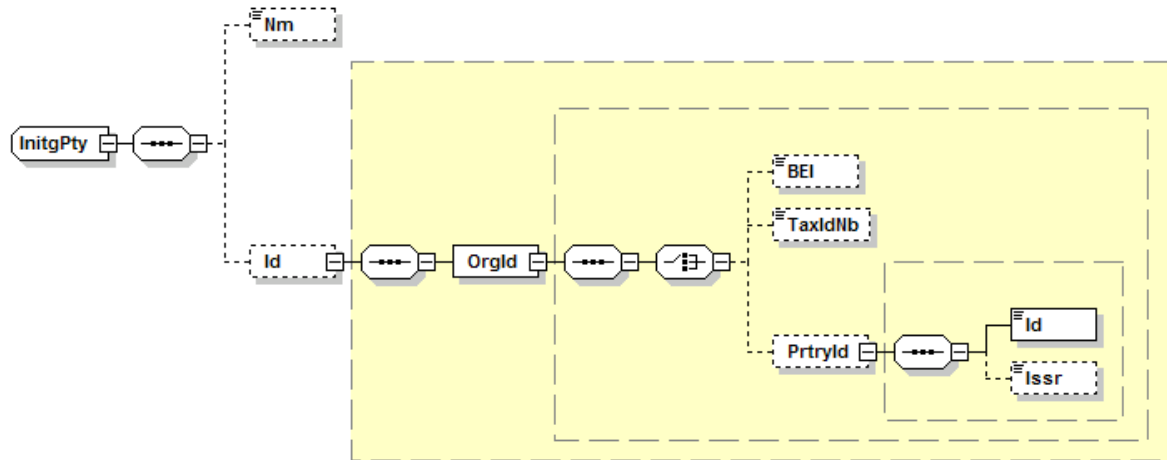 Nm
InitgPty
BEI
TaxIdNb
Id
OrgId
Id
PrtryId
Issr